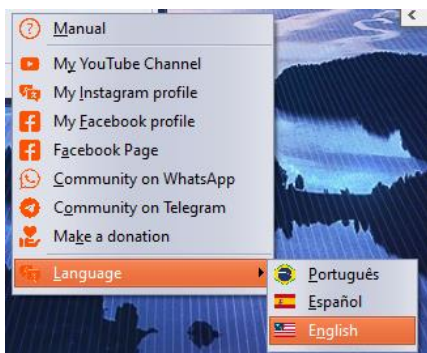 Manual
My YouTube Channel
My Instagram profile
My Facebook profile
Facebook Page
Community on WhatsApp
Community on Telegram
Make a donation
Language
Português
Español
English